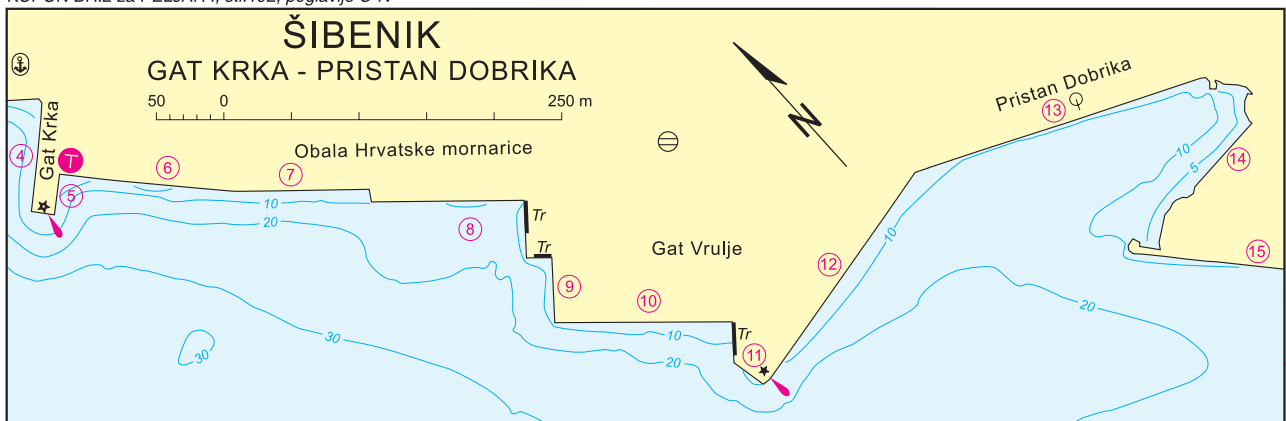 ŠIBENIK
GAT KRKA - PRISTAN DOBRIKA
50 0 250 m
N
Pristan Dobrika
13
Gat Krka
4
T
5
6
7
Obala Hrvatske mornarice
10
20
8
Tr
Tr
9
Gat Vrulje
10
10
20
Tr
11
12
10
10
5
14
15
20
30
30